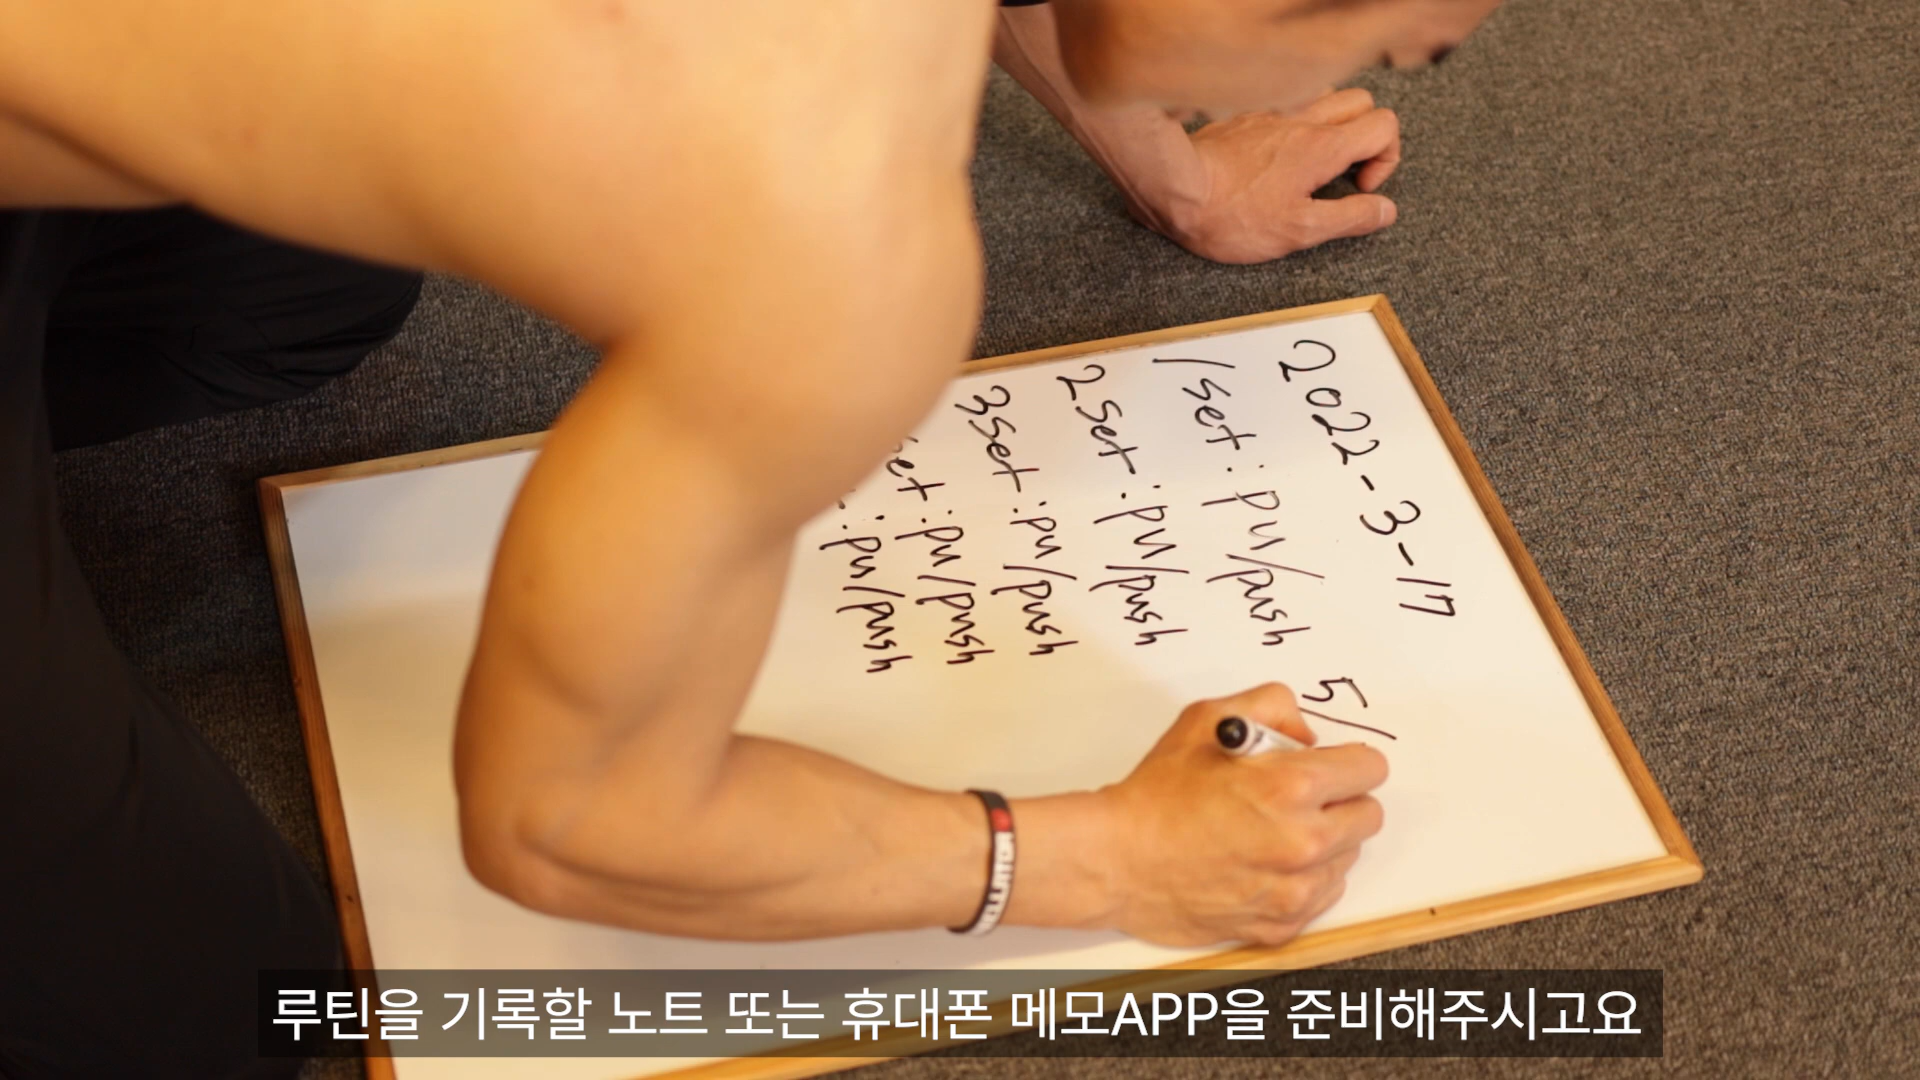 2022-3-17
1set : pu/push 5/
2set : pu/push
3set : pu/push
set : pu/push
: pu/push
루틴을 기록할 노트 또는 휴대폰 메모APP을 준비해주시고요